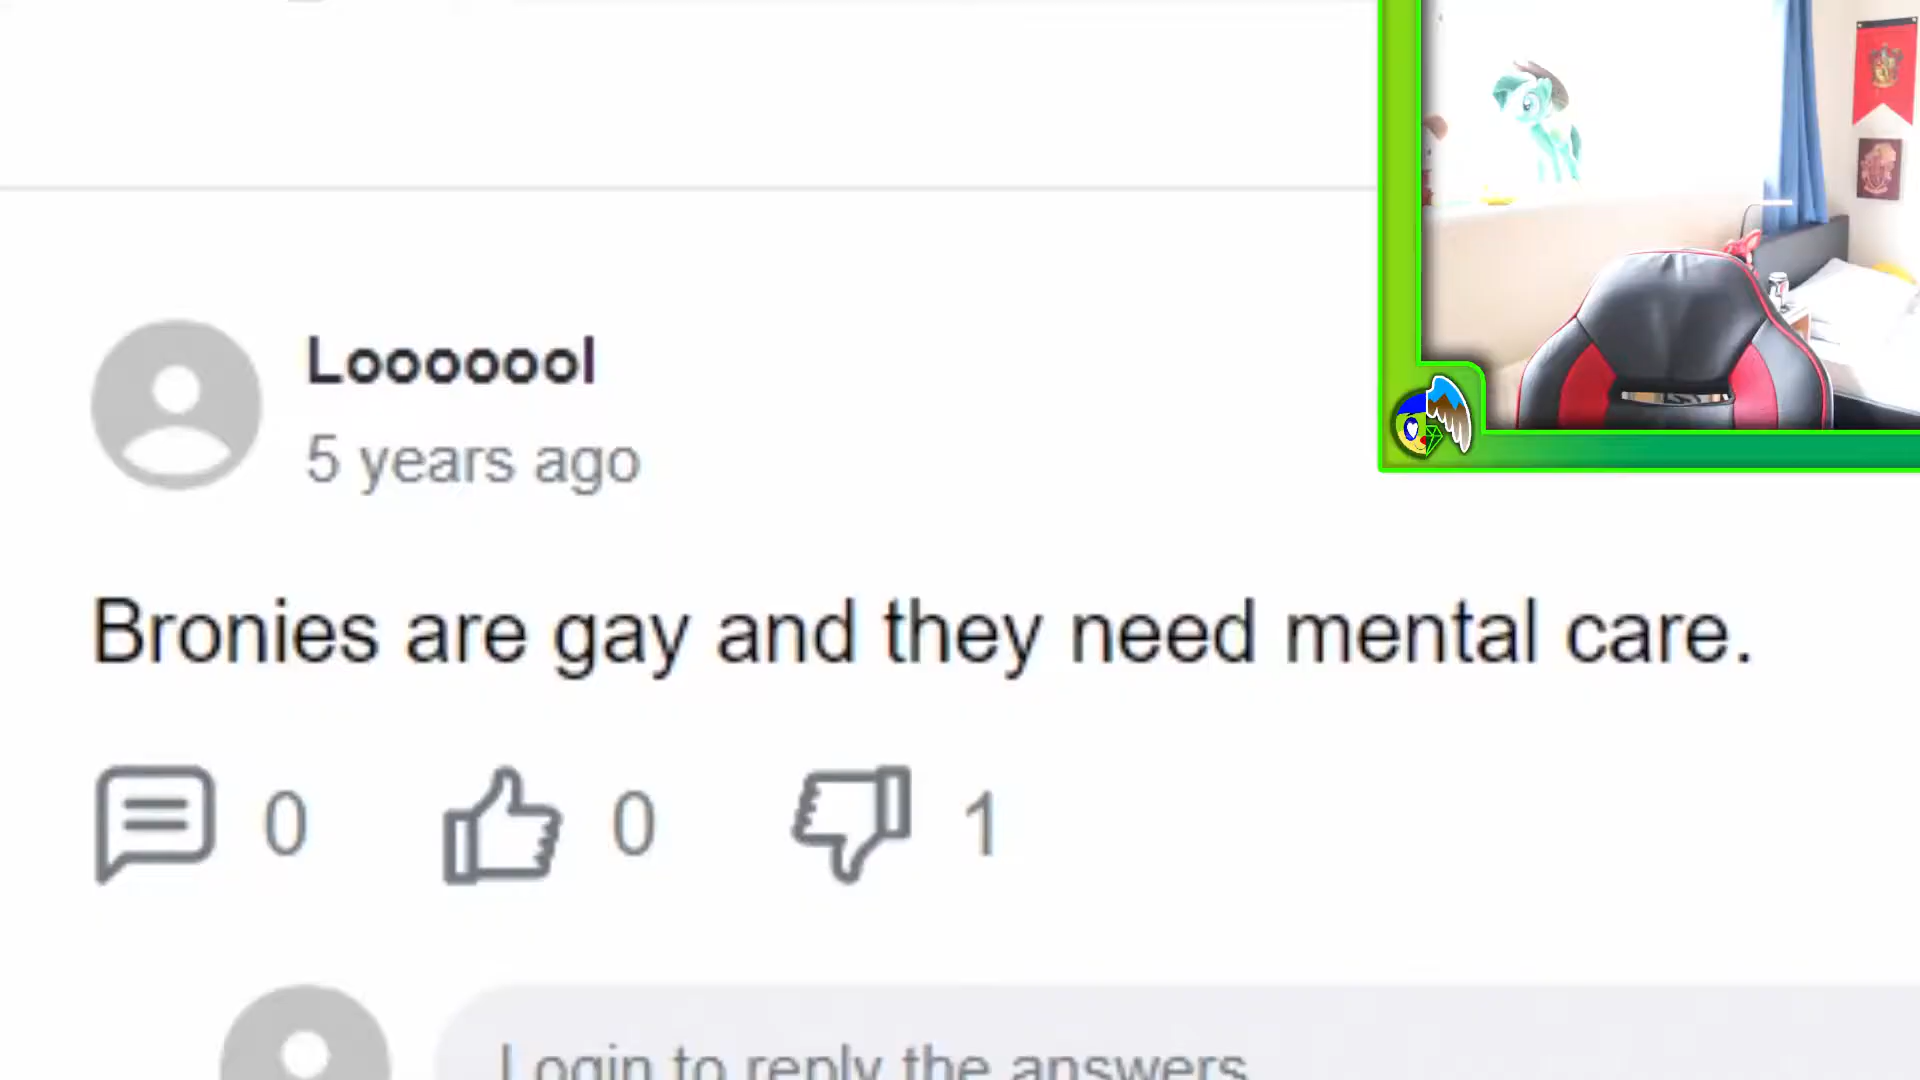 Looooool
5 years ago
Bronies are gay and they need mental care.
0 0 1
Login to reply the answers